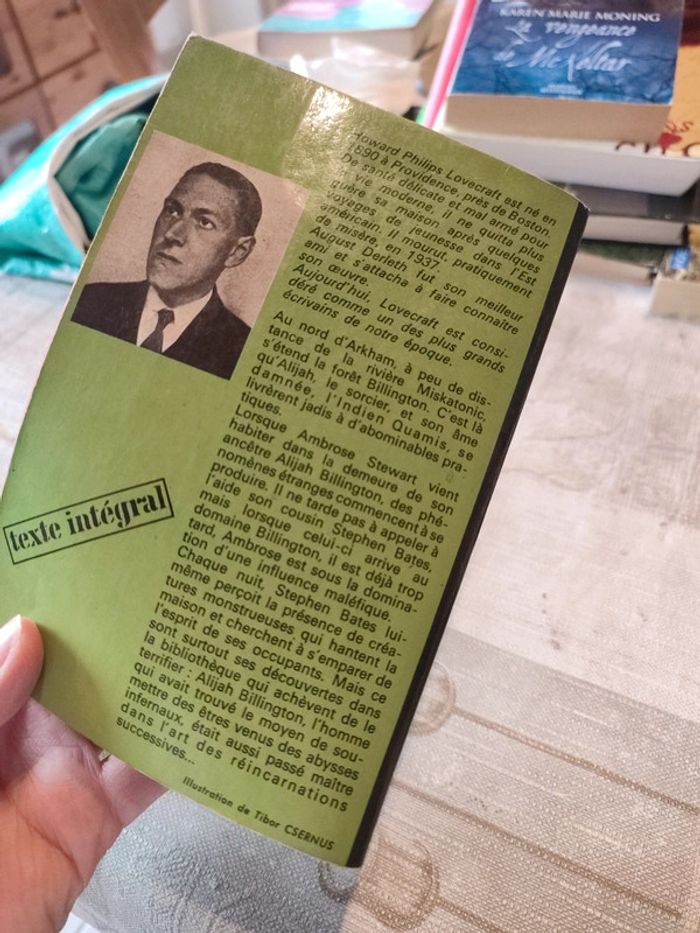 KAREN MARIE MONING
La vengeance
de McKeltar
Howard Philips Lovecraft est né en
1890 à Providence, près de Boston.
De santé délicate et mal armé pour
la vie moderne, il ne quitta plus
guère sa maison après quelques
voyages de jeunesse dans l'Est
américain. Il mourut, pratiquement
de misère, en 1937.
August Derleth fut son meilleur
ami et s'attacha à faire connaître
son œuvre.
Aujourd'hui, Lovecraft est consi-
déré comme un des plus grands
écrivains de notre époque.
Au nord d'Arkham, à peu de dis-
tance de la rivière Miskatonic,
s'étend la forêt Billington. C'est là
qu'Alijah, le sorcier, et son âme
damnée, l'Indien Quamis, se
livrèrent jadis à d'abominables pra-
tiques.
Lorsque Ambrose Stewart vient
habiter dans la demeure de son
ancêtre Alijah Billington, des phé-
nomènes étranges commencent à se
produire. Il ne tarde pas à appeler à
l'aide son cousin Stephen Bates,
mais lorsque celui-ci arrive au
domaine Billington, il est déjà trop
tard, Ambrose est sous la domina-
tion d'une influence maléfique.
Chaque nuit, Stephen Bates lui-
même perçoit la présence de créa-
tures monstrueuses qui hantent la
maison et cherchent à s'emparer de
l'esprit de ses occupants. Mais ce
sont surtout ses découvertes dans
la bibliothèque qui achèvent de le
terrifier : Alijah Billington, l'homme
qui avait trouvé le moyen de sou-
mettre des êtres venus des abysses
infernaux, était aussi passé maître
dans l'art des réincarnations
successives...
texte intégral
Illustration de Tibor CSERNUS